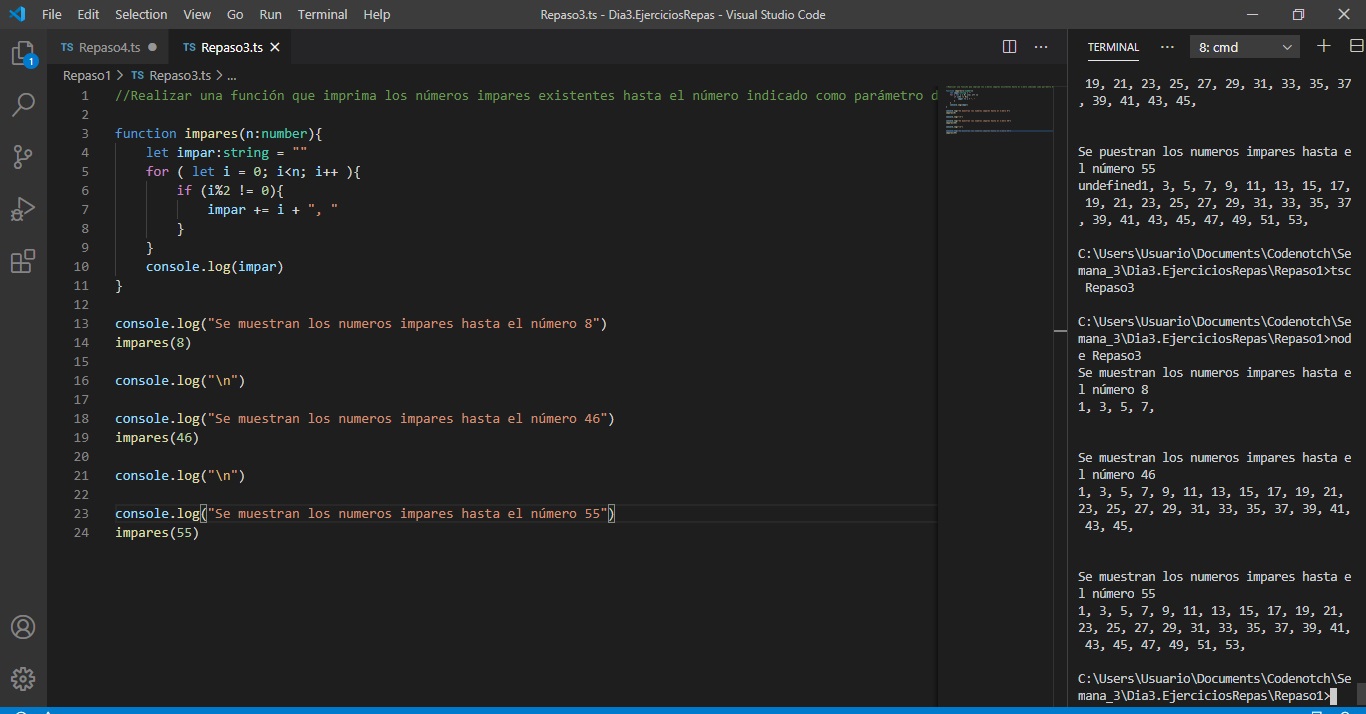 File Edit Selection View Go Run Terminal Help Repaso3.ts - Dia3.EjerciciosRepas - Visual Studio Code
TS Repaso4.ts TS Repaso3.ts
Repaso1 > TS Repaso3.ts > ...
1 //Realizar una función que imprima los números impares existentes hasta el número indicado como parámetro d
2
3 function impares(n:number){
4 let impar:string = ""
5 for ( let i = 0; i<n; i++ ){
6 if (i%2 != 0){
7 impar += i + ", "
8 }
9 }
10 console.log(impar)
11 }
12
13 console.log("Se muestran los numeros impares hasta el número 8")
14 impares(8)
15
16 console.log("\n")
17
18 console.log("Se muestran los numeros impares hasta el número 46")
19 impares(46)
20
21 console.log("\n")
22
23 console.log("Se muestran los numeros impares hasta el número 55")
24 impares(55)
1
TERMINAL ... 8: cmd
19, 21, 23, 25, 27, 29, 31, 33, 35, 37
, 39, 41, 43, 45,
Se puestran los numeros impares hasta e
l número 55
undefined1, 3, 5, 7, 9, 11, 13, 15, 17,
19, 21, 23, 25, 27, 29, 31, 33, 35, 37
, 39, 41, 43, 45, 47, 49, 51, 53,
C:\Users\Usuario\Documents\Codenotch\Se
mana_3\Dia3.EjerciciosRepas\Repaso1>tsc
Repaso3
C:\Users\Usuario\Documents\Codenotch\Se
mana_3\Dia3.EjerciciosRepas\Repaso1>nod
e Repaso3
Se muestran los numeros impares hasta e
l número 8
1, 3, 5, 7,
Se muestran los numeros impares hasta e
l número 46
1, 3, 5, 7, 9, 11, 13, 15, 17, 19, 21,
23, 25, 27, 29, 31, 33, 35, 37, 39, 41,
43, 45,
Se muestran los numeros impares hasta e
l número 55
1, 3, 5, 7, 9, 11, 13, 15, 17, 19, 21,
23, 25, 27, 29, 31, 33, 35, 37, 39, 41,
43, 45, 47, 49, 51, 53,
C:\Users\Usuario\Documents\Codenotch\Se
mana_3\Dia3.EjerciciosRepas\Repaso1>